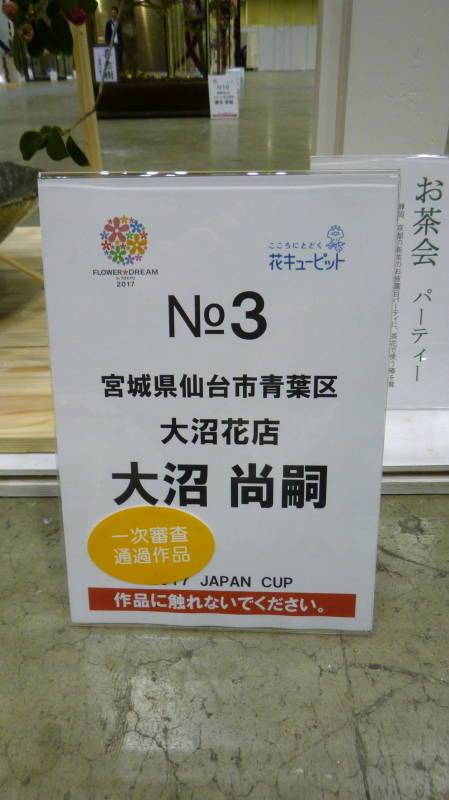 FLOWER★DREAM
in TOKYO
2017
こころにとどく
花キューピット
№3
宮城県仙台市青葉区
大沼花店
大沼 尚嗣
一次審査
通過作品
JAPAN CUP
作品に触れないでください。
お茶会 パーティー